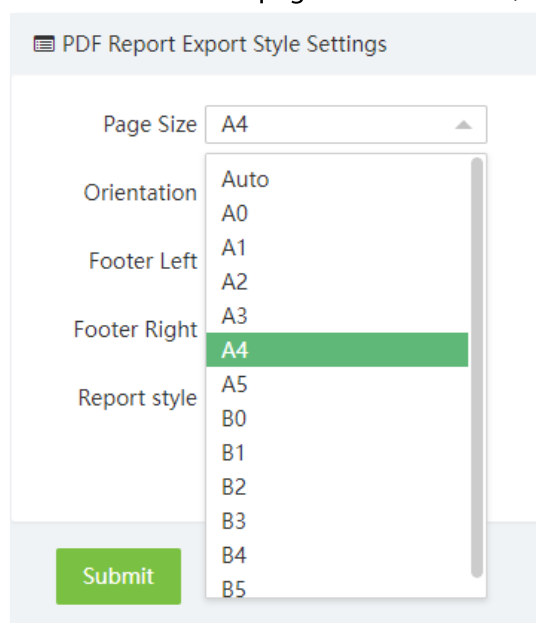 PDF Report Export Style Settings
Page Size A4
Orientation
Auto
A0
Footer Left
A1
A2
Footer Right
A3
A4
Report style
A5
B0
B1
B2
B3
B4
B5
Submit